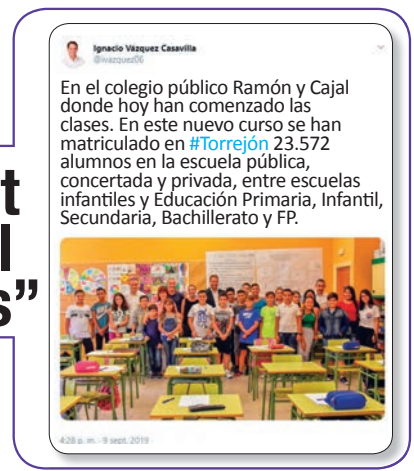 Ignacio Vázquez Casavilla
@ivazquez06
En el colegio público Ramón y Cajal
donde hoy han comenzado las
clases. En este nuevo curso se han
matriculado en #Torrejón 23.572
alumnos en la escuela pública,
concertada y privada, entre escuelas
infantiles y Educación Primaria, Infantil,
Secundaria, Bachillerato y FP.
t
l
s”
4:28 p. m. - 9 sept. 2019